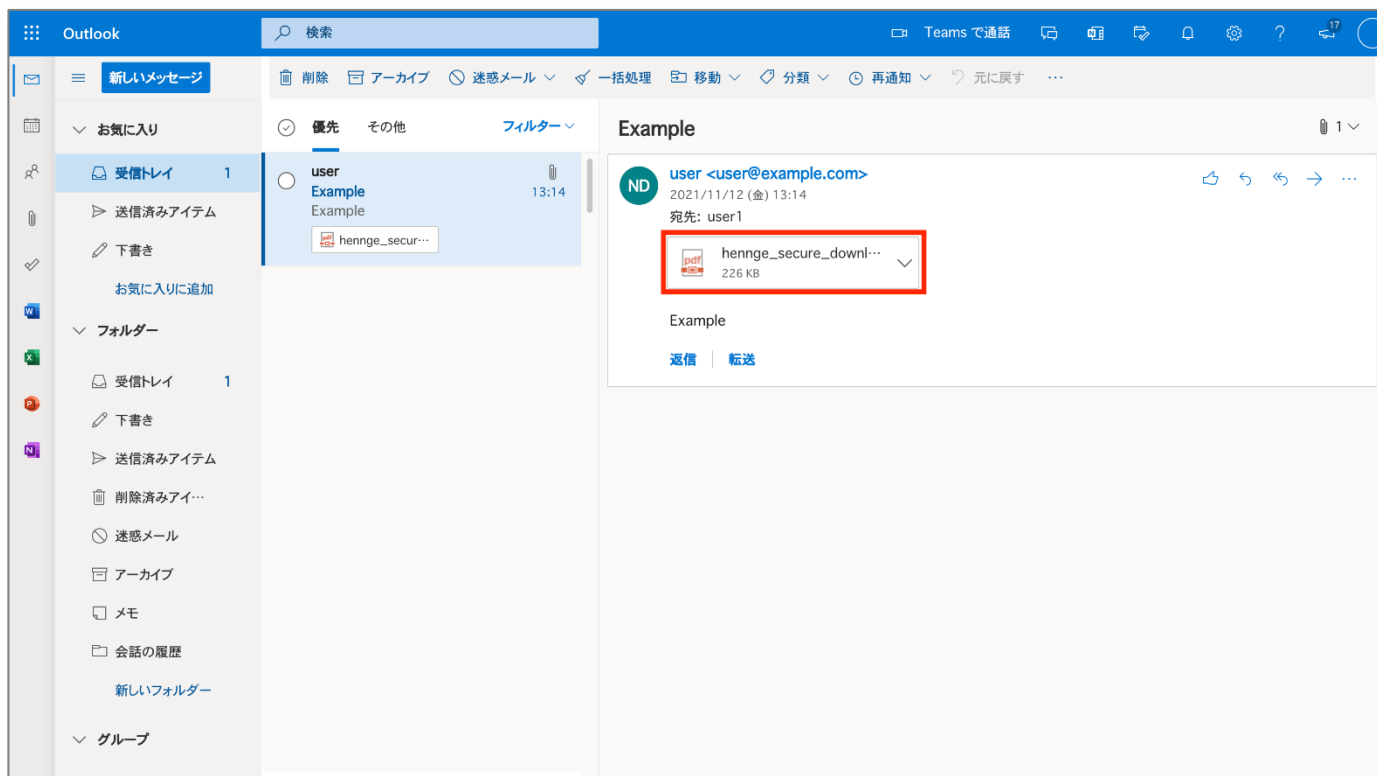 Outlook
検索
Teams で通話
17
新しいメッセージ
削除
アーカイブ
迷惑メール
一括処理
移動
分類
再通知
元に戻す
お気に入り
受信トレイ 1
送信済みアイテム
下書き
お気に入りに追加
フォルダー
受信トレイ 1
下書き
送信済みアイテム
削除済みアイ…
迷惑メール
アーカイブ
メモ
会話の履歴
新しいフォルダー
グループ
優先 その他 フィルター
user
Example 13:14
Example
pdf hennge_secur…
Example 1
ND
user <user@example.com>
2021/11/12 (金) 13:14
宛先: user1
pdf
hennge_secure_downl…
226 KB
Example
返信 転送